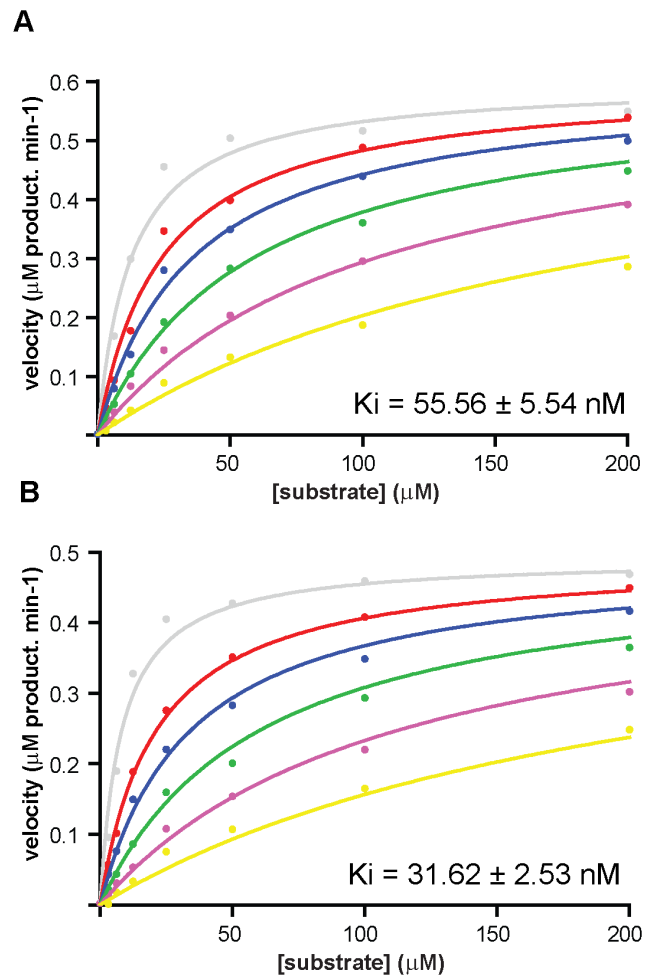 A
velocity (μM product. min-1)
0.6
0.5
0.4
0.3
0.2
0.1
Ki = 55.56 ± 5.54 nM
50
100
150
200
[substrate] (μM)
B
velocity (μM product. min-1)
0.5
0.4
0.3
0.2
0.1
Ki = 31.62 ± 2.53 nM
50
100
150
200
[substrate] (μM)